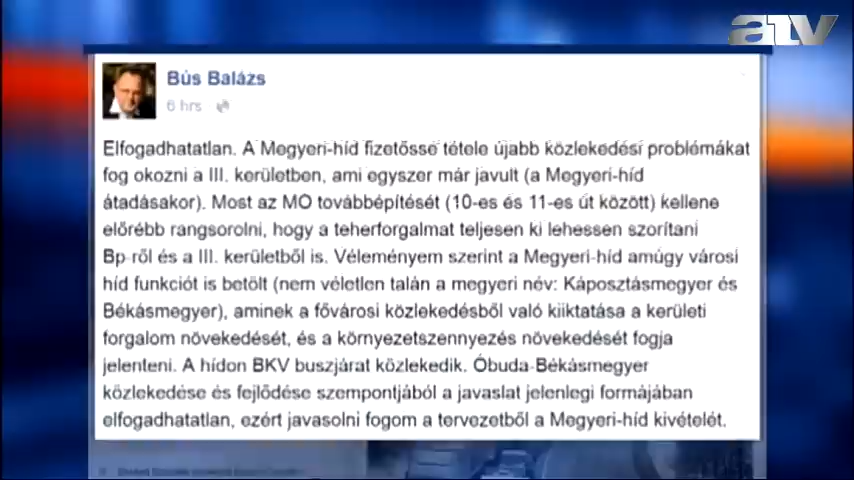 atv
Bús Balázs
6 hrs
Elfogadhatatlan. A Megyeri-híd fizetőssé tétele újabb közlekedési problémákat
fog okozni a III. kerületben, ami egyszer már javult (a Megyeri-híd
átadásakor). Most az MO továbbépítését (10-es és 11-es út között) kellene
előrébb rangsorolni, hogy a teherforgalmat teljesen ki lehessen szorítani
Bp-ről és a III. kerületből is. Véleményem szerint a Megyeri-híd amúgy városi
híd funkciót is betölt (nem véletlen talán a megyeri név: Káposztásmegyer és
Békásmegyer), aminek a fővárosi közlekedésből való kiiktatása a kerületi
forgalom növekedését, és a környezetszennyezés növekedését fogja
jelenteni. A hídon BKV buszjárat közlekedik. Óbuda-Békásmegyer
közlekedése és fejlődése szempontjából a javaslat jelenlegi formájában
elfogadhatatlan, ezért javasolni fogom a tervezetből a Megyeri-híd kivételét.